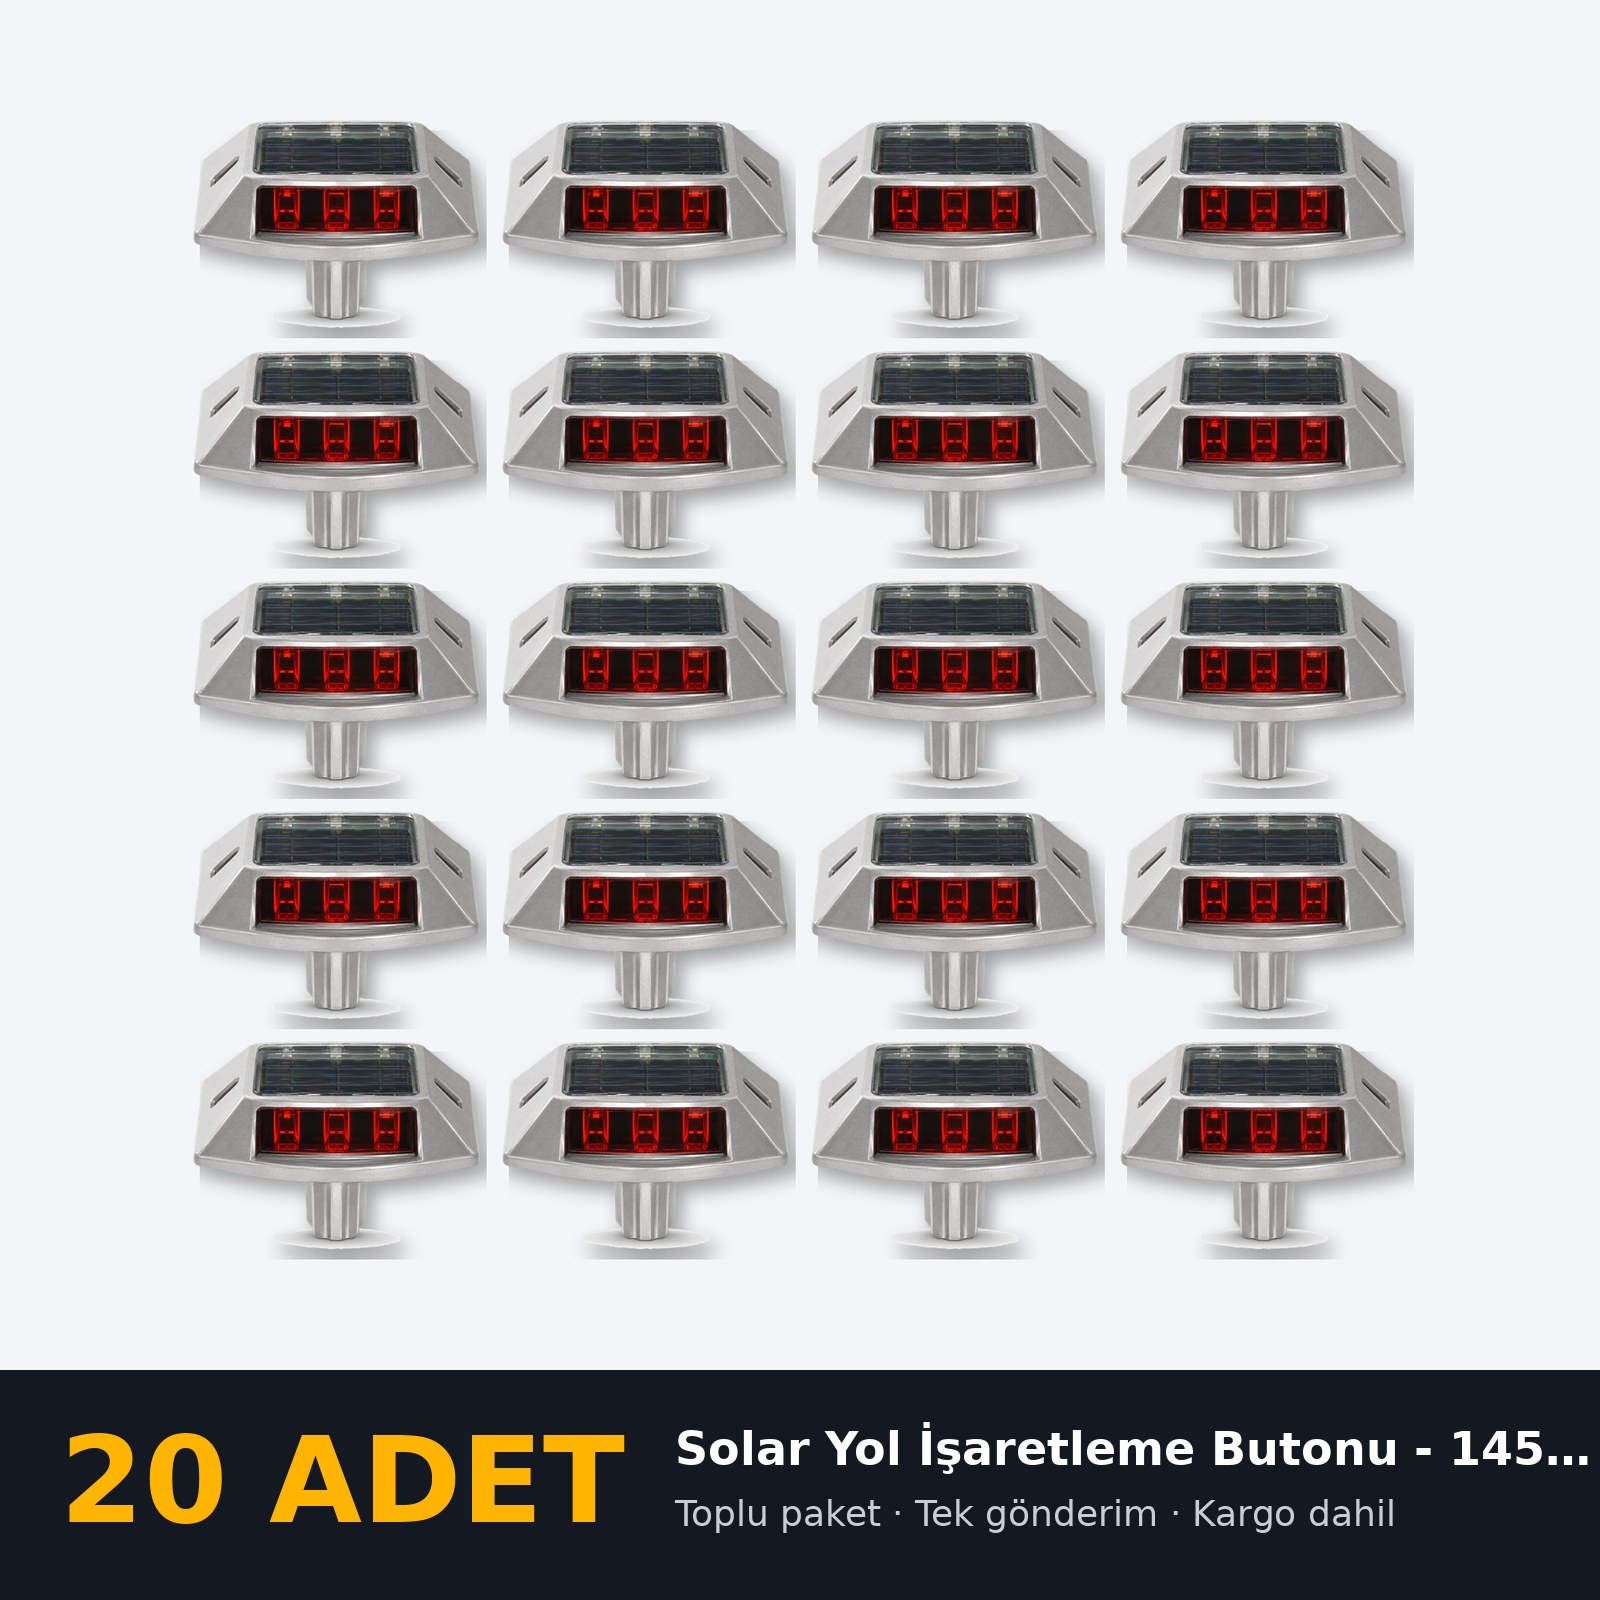 20 ADET
Solar Yol İşaretleme Butonu - 145...
Toplu paket · Tek gönderim · Kargo dahil